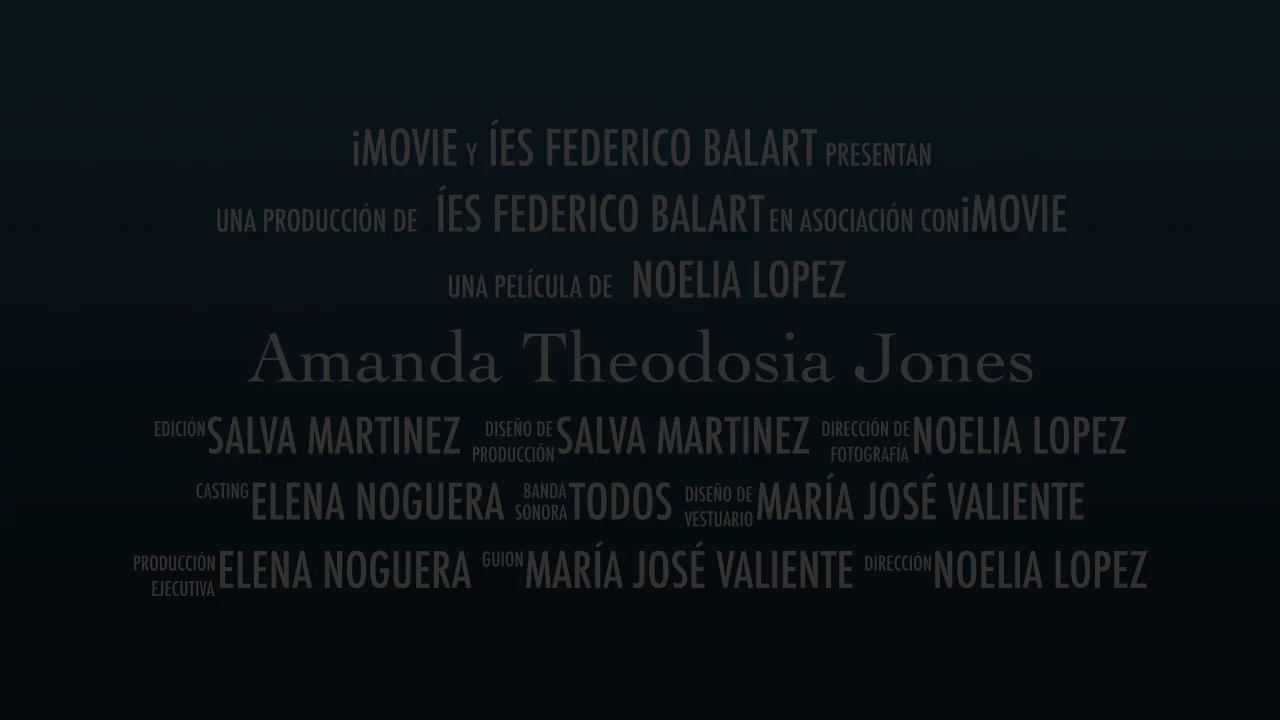 iMOVIE Y ÍES FEDERICO BALART PRESENTAN
UNA PRODUCCIÓN DE ÍES FEDERICO BALART EN ASOCIACIÓN CON iMOVIE
UNA PELÍCULA DE NOELIA LOPEZ
Amanda Theodosia Jones
EDICIÓN SALVA MARTINEZ DISEÑO DE PRODUCCIÓN SALVA MARTINEZ DIRECCIÓN DE FOTOGRAFÍA NOELIA LOPEZ
CASTING ELENA NOGUERA BANDA SONORA TODOS DISEÑO DE VESTUARIO MARÍA JOSÉ VALIENTE
PRODUCCIÓN EJECUTIVA ELENA NOGUERA GUION MARÍA JOSÉ VALIENTE DIRECCIÓN NOELIA LOPEZ